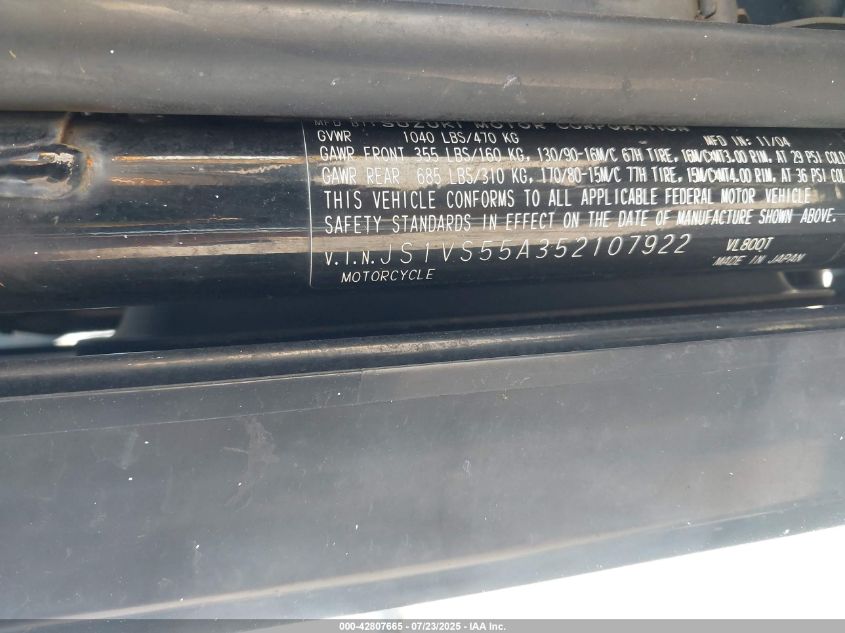 MFD BY: SUZUKI MOTOR CORPORATION
GVWR 1040 LBS/470 KG MFD IN: 11/04
GAWR FRONT 355 LBS/160 KG, 130/90-16M/C 67H TIRE, 16M/C×MT3.00 RIM, AT 29 PSI COLD
GAWR REAR 685 LBS/310 KG, 170/80-15M/C 77H TIRE, 15M/C×MT4.00 RIM, AT 36 PSI COLD
THIS VEHICLE CONFORMS TO ALL APPLICABLE FEDERAL MOTOR VEHICLE
SAFETY STANDARDS IN EFFECT ON THE DATE OF MANUFACTURE SHOWN ABOVE.
V.I.N. JS1VS55A352107922 VL800T
MOTORCYCLE MADE IN JAPAN
000-42807665 - 07/23/2025 - IAA Inc.